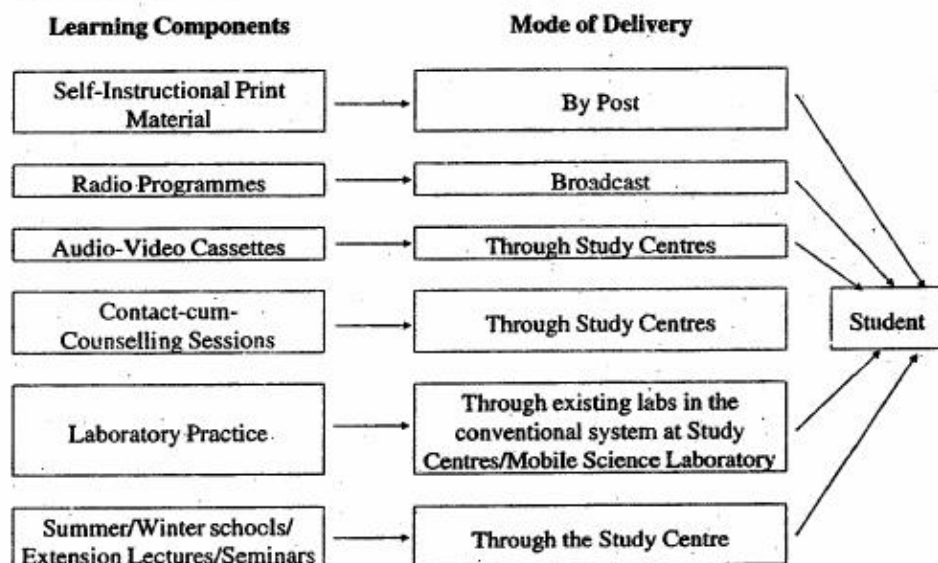 Learning Components
Mode of Delivery
Self-Instructional Print
Material
By Post
Radio Programmes
Broadcast
Audio-Video Cassettes
Through Study Centres
Contact-cum-
Counselling Sessions
Through Study Centres
Student
Laboratory Practice
Through existing labs in the
conventional system at Study
Centres/Mobile Science Laboratory
Summer/Winter schools/
Extension Lectures/Seminars
Through the Study Centre